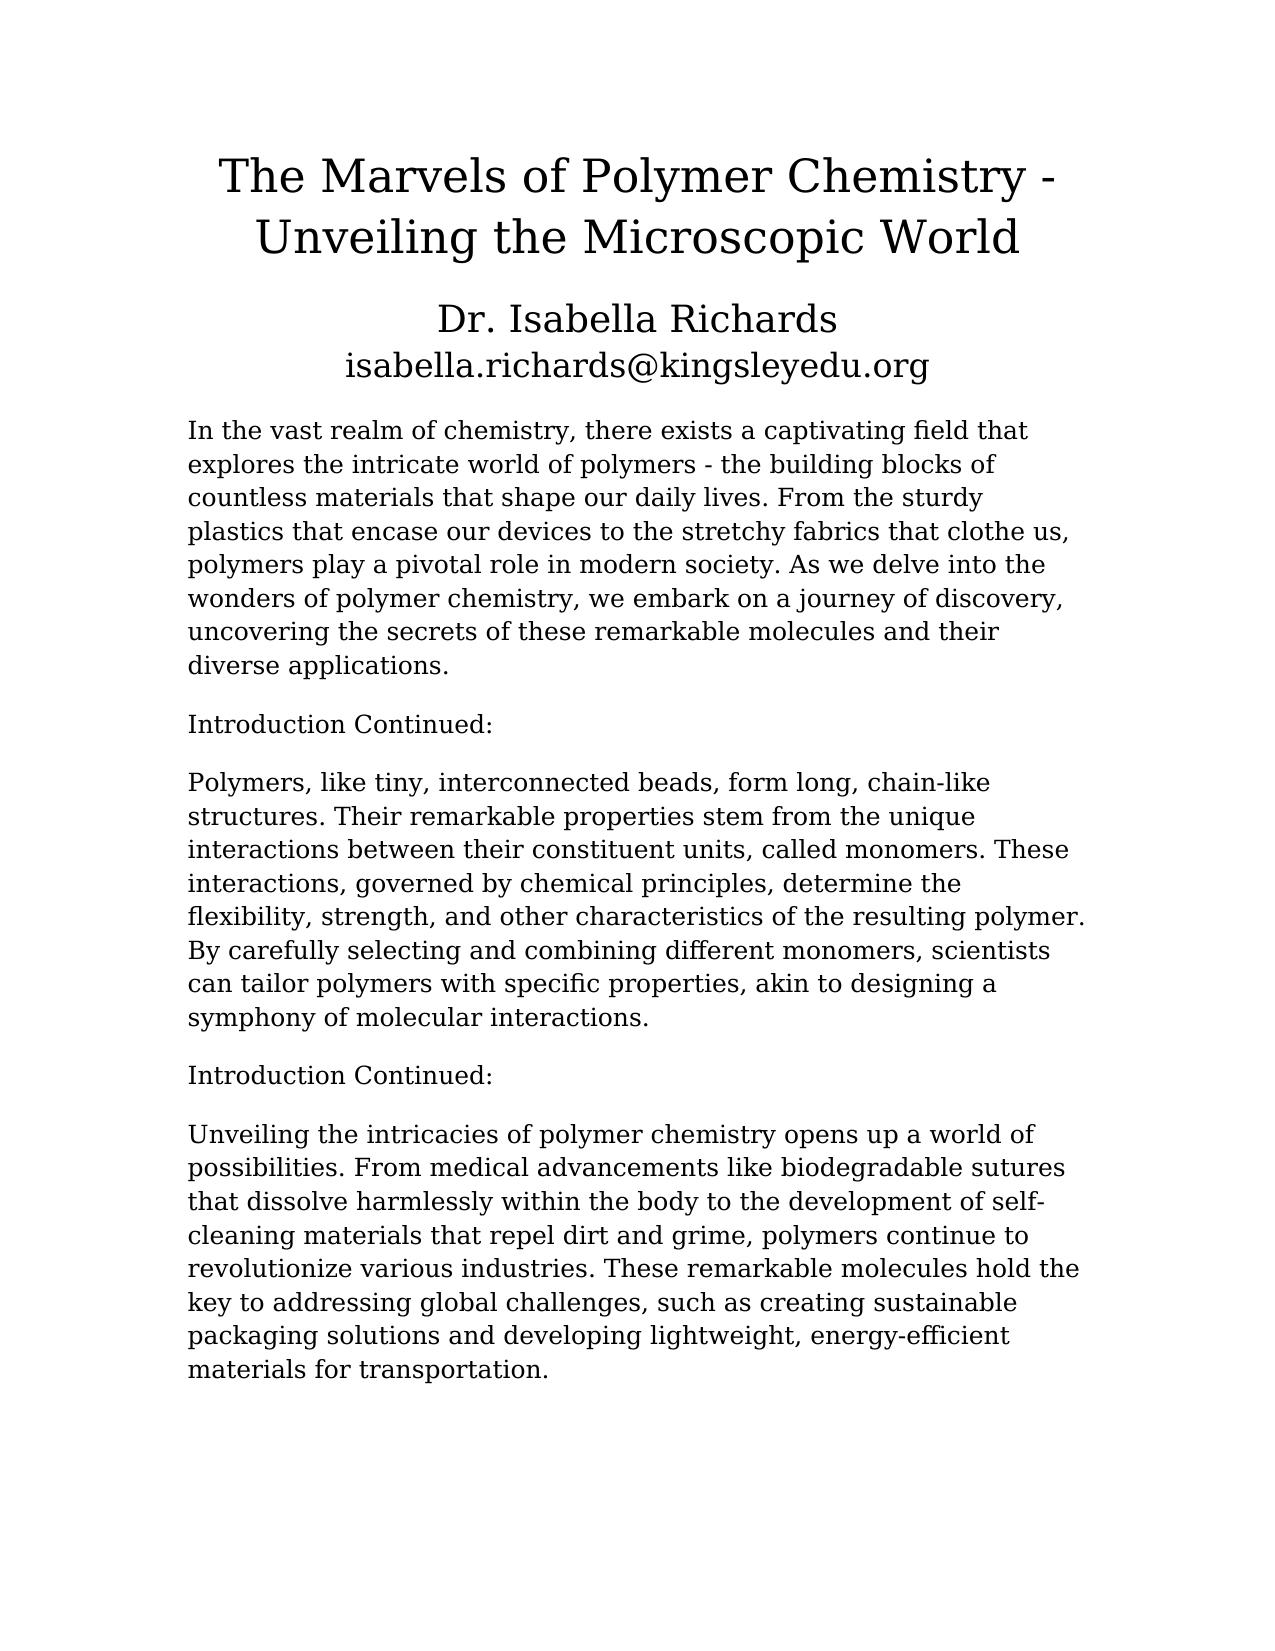 The Marvels of Polymer Chemistry -
Unveiling the Microscopic World
Dr. Isabella Richards
isabella.richards@kingsleyedu.org
In the vast realm of chemistry, there exists a captivating field that
explores the intricate world of polymers - the building blocks of
countless materials that shape our daily lives. From the sturdy
plastics that encase our devices to the stretchy fabrics that clothe us,
polymers play a pivotal role in modern society. As we delve into the
wonders of polymer chemistry, we embark on a journey of discovery,
uncovering the secrets of these remarkable molecules and their
diverse applications.
Introduction Continued:
Polymers, like tiny, interconnected beads, form long, chain-like
structures. Their remarkable properties stem from the unique
interactions between their constituent units, called monomers. These
interactions, governed by chemical principles, determine the
flexibility, strength, and other characteristics of the resulting polymer.
By carefully selecting and combining different monomers, scientists
can tailor polymers with specific properties, akin to designing a
symphony of molecular interactions.
Introduction Continued:
Unveiling the intricacies of polymer chemistry opens up a world of
possibilities. From medical advancements like biodegradable sutures
that dissolve harmlessly within the body to the development of self-
cleaning materials that repel dirt and grime, polymers continue to
revolutionize various industries. These remarkable molecules hold the
key to addressing global challenges, such as creating sustainable
packaging solutions and developing lightweight, energy-efficient
materials for transportation.